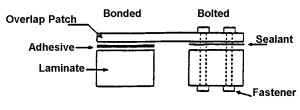 Bonded
Bolted
Overlap Patch
Sealant
Adhesive
Laminate
Fastener